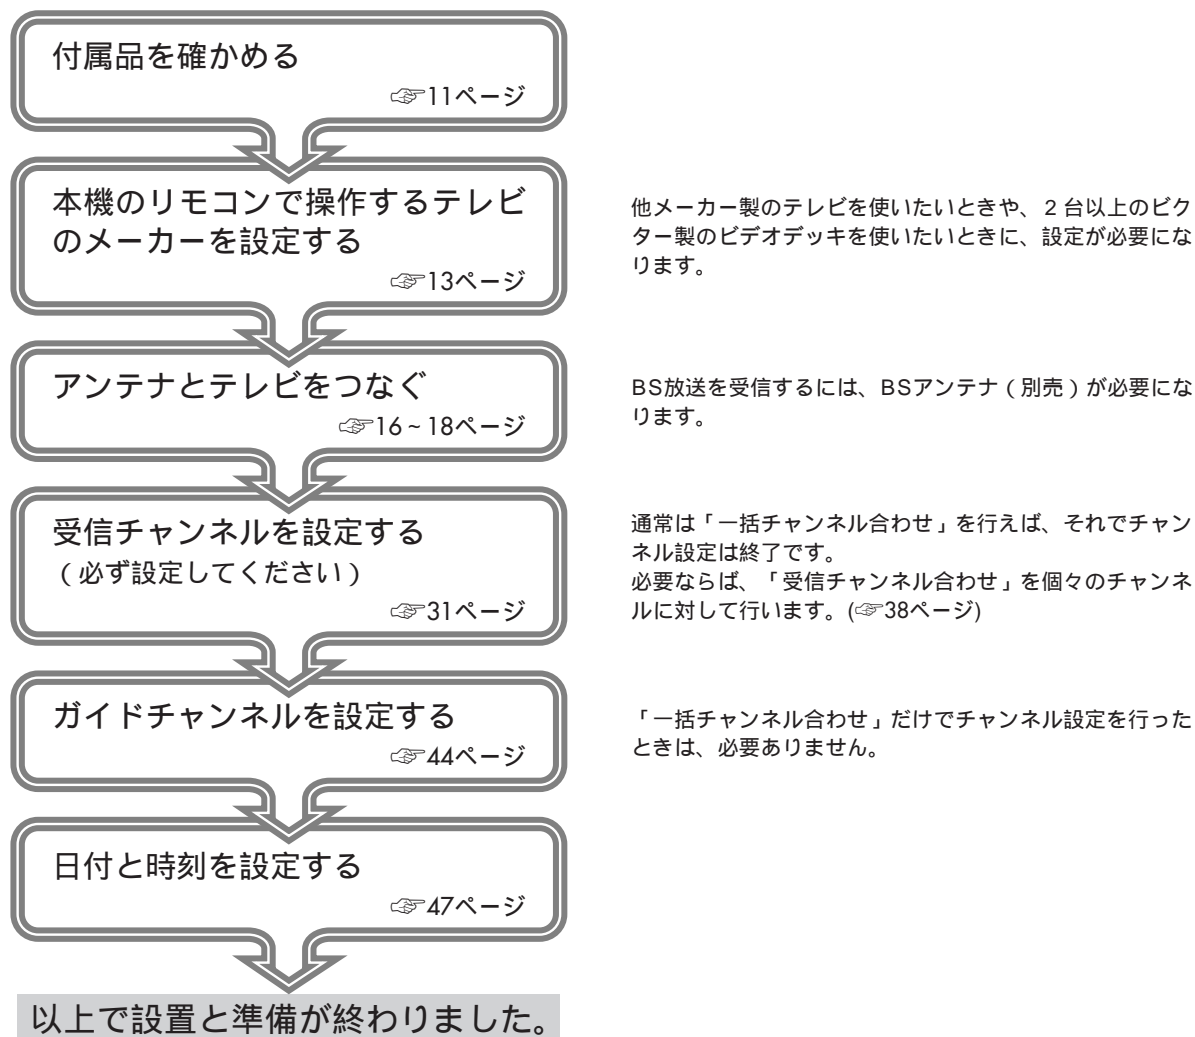 付属品を確かめる
☞11ページ
本機のリモコンで操作するテレビ
のメーカーを設定する
☞13ページ
他メーカー製のテレビを使いたいときや、2台以上のビク
ター製のビデオデッキを使いたいときに、設定が必要にな
ります。
アンテナとテレビをつなぐ
☞16~18ページ
BS放送を受信するには、BSアンテナ(別売)が必要にな
ります。
受信チャンネルを設定する
(必ず設定してください)
☞31ページ
通常は「一括チャンネル合わせ」を行えば、それでチャン
ネル設定は終了です。
必要ならば、「受信チャンネル合わせ」を個々のチャンネ
ルに対して行います。(☞38ページ)
ガイドチャンネルを設定する
☞44ページ
「一括チャンネル合わせ」だけでチャンネル設定を行った
ときは、必要ありません。
日付と時刻を設定する
☞47ページ
以上で設置と準備が終わりました。